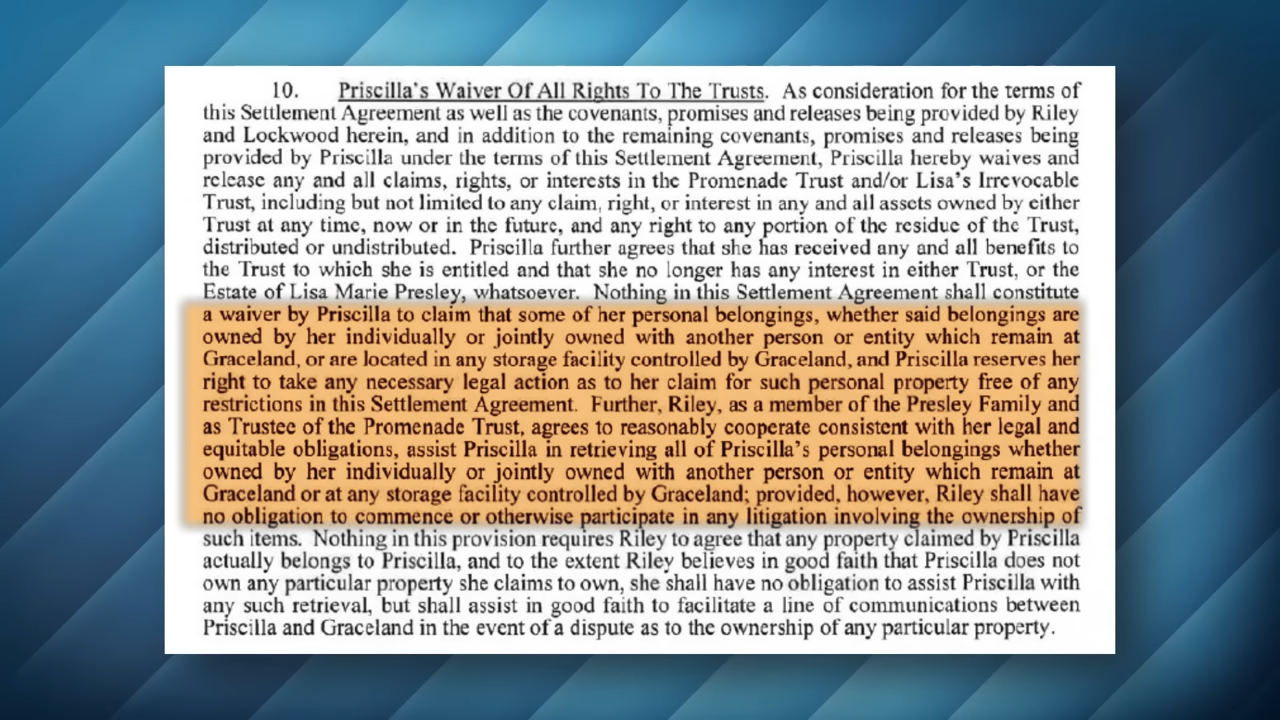 10. Priscilla's Waiver Of All Rights To The Trusts. As consideration for the terms of
this Settlement Agreement as well as the covenants, promises and releases being provided by Riley
and Lockwood herein, and in addition to the remaining covenants, promises and releases being
provided by Priscilla under the terms of this Settlement Agreement, Priscilla hereby waives and
release any and all claims, rights, or interests in the Promenade Trust and/or Lisa's Irrevocable
Trust, including but not limited to any claim, right, or interest in any and all assets owned by either
Trust at any time, now or in the future, and any right to any portion of the residue of the Trust,
distributed or undistributed. Priscilla further agrees that she has received any and all benefits to
the Trust to which she is entitled and that she no longer has any interest in either Trust, or the
Estate of Lisa Marie Presley, whatsoever. Nothing in this Settlement Agreement shall constitute
a waiver by Priscilla to claim that some of her personal belongings, whether said belongings are
owned by her individually or jointly owned with another person or entity which remain at
Graceland, or are located in any storage facility controlled by Graceland, and Priscilla reserves her
right to take any necessary legal action as to her claim for such personal property free of any
restrictions in this Settlement Agreement. Further, Riley, as a member of the Presley Family and
as Trustee of the Promenade Trust, agrees to reasonably cooperate consistent with her legal and
equitable obligations, assist Priscilla in retrieving all of Priscilla's personal belongings whether
owned by her individually or jointly owned with another person or entity which remain at
Graceland or at any storage facility controlled by Graceland; provided, however, Riley shall have
no obligation to commence or otherwise participate in any litigation involving the ownership of
such items. Nothing in this provision requires Riley to agree that any property claimed by Priscilla
actually belongs to Priscilla, and to the extent Riley believes in good faith that Priscilla does not
own any particular property she claims to own, she shall have no obligation to assist Priscilla with
any such retrieval, but shall assist in good faith to facilitate a line of communications between
Priscilla and Graceland in the event of a dispute as to the ownership of any particular property.